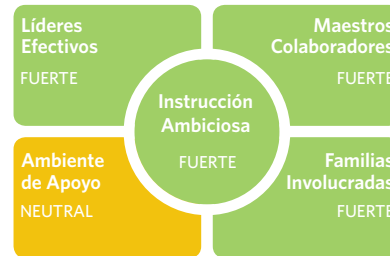 Líderes
Efectivos
FUERTE
Maestros
Colaboradores
FUERTE
Instrucción
Ambiciosa
FUERTE
Ambiente
de Apoyo
NEUTRAL
Familias
Involucradas
FUERTE